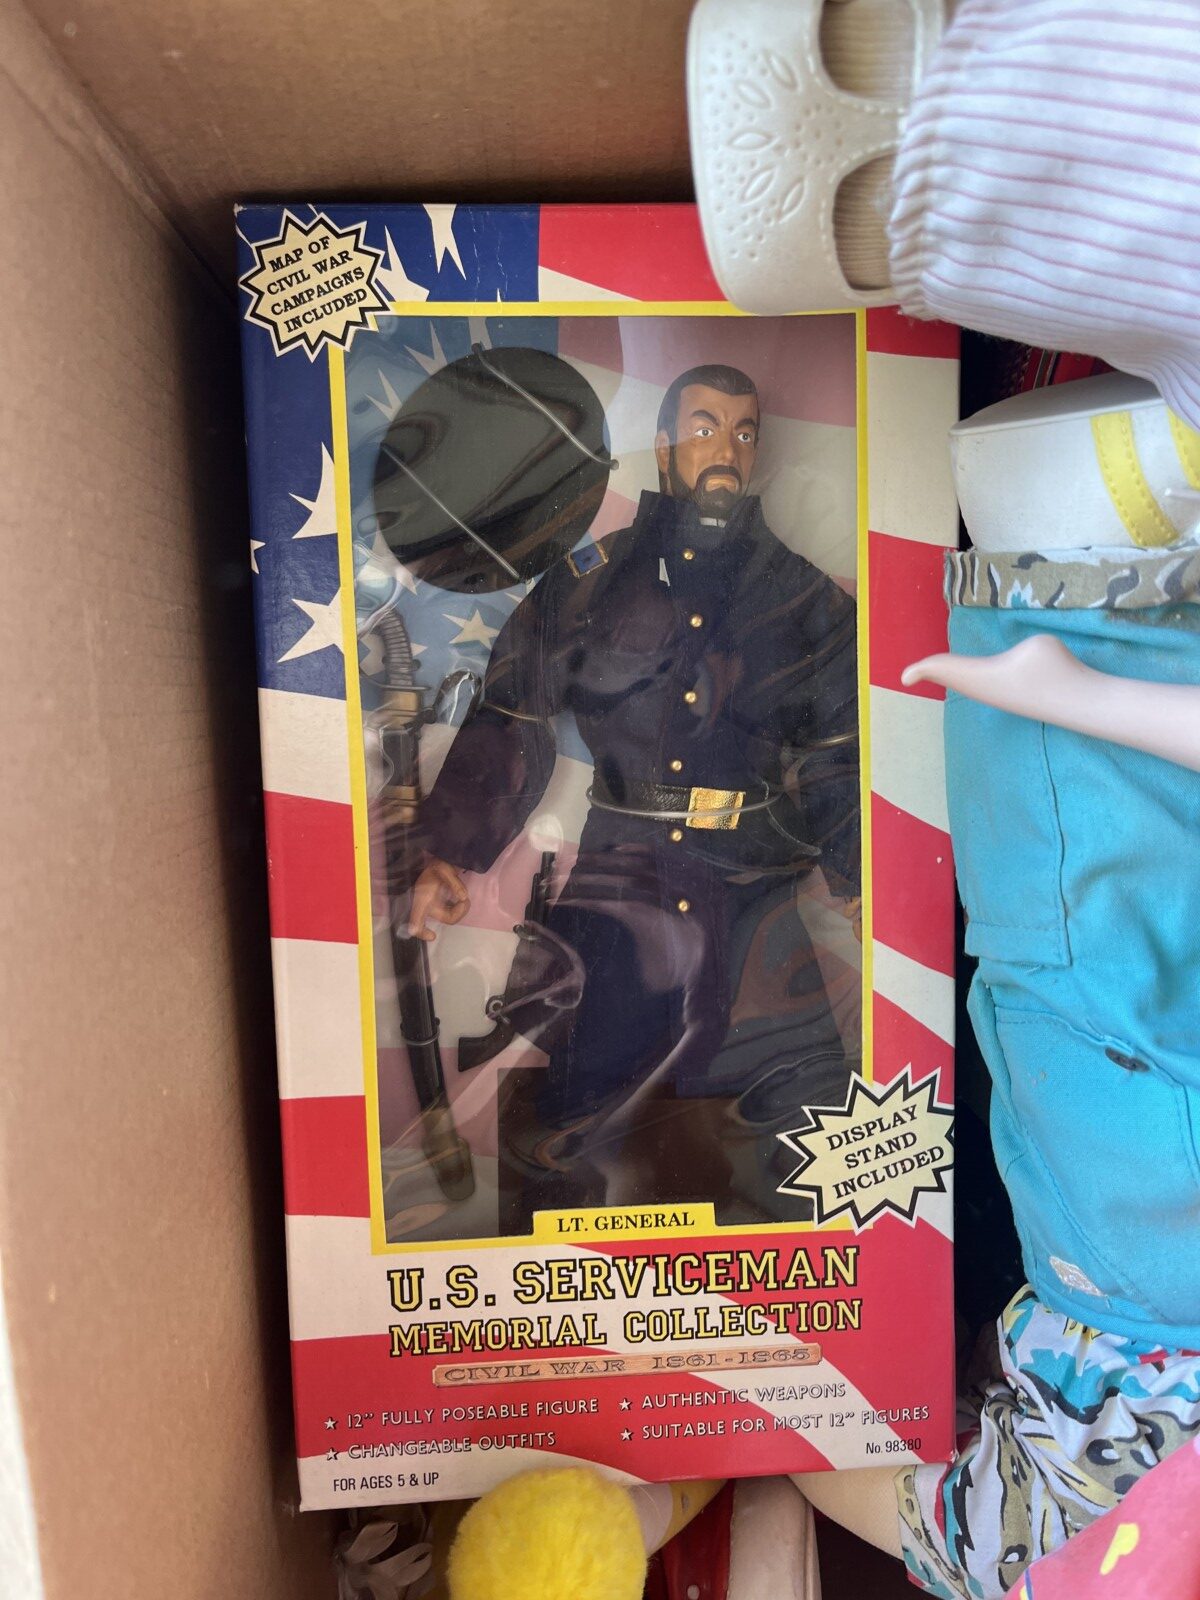 MAP OF
CIVIL WAR
CAMPAIGNS
INCLUDED
DISPLAY
STAND
INCLUDED
LT. GENERAL
U.S. SERVICEMAN
MEMORIAL COLLECTION
CIVIL WAR 1861-1865
★ 12" FULLY POSEABLE FIGURE ★ AUTHENTIC WEAPONS
★ CHANGEABLE OUTFITS ★ SUITABLE FOR MOST 12" FIGURES
FOR AGES 5 & UP
No. 98380